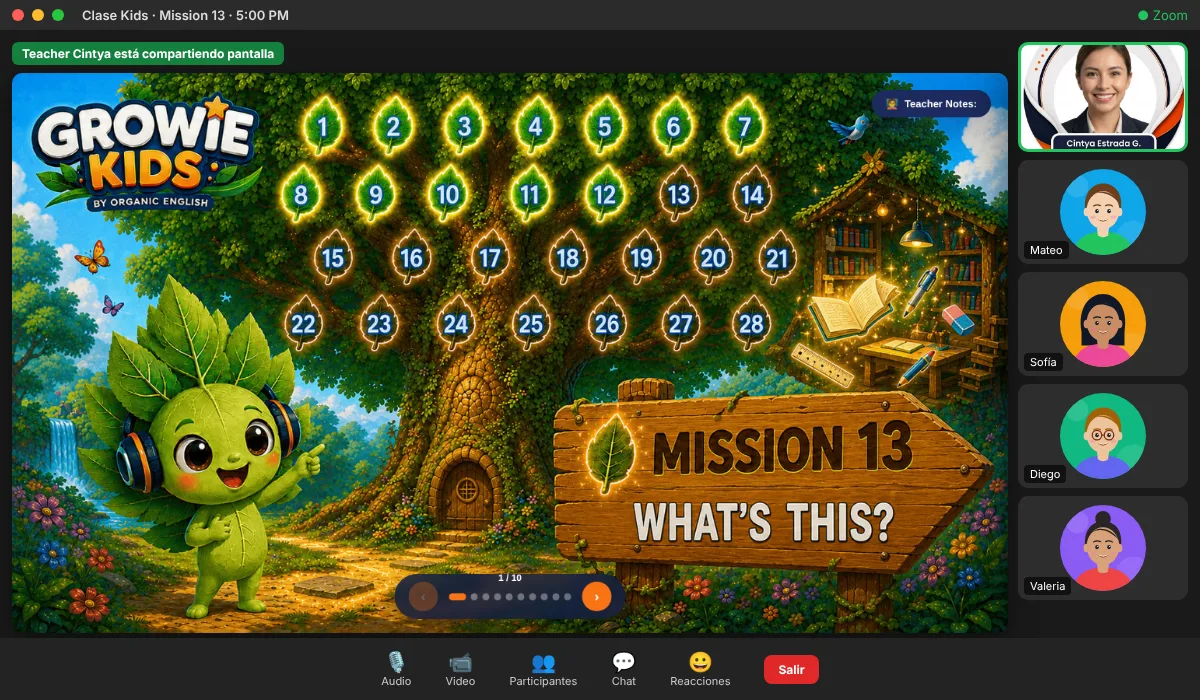 Clase Kids · Mission 13 · 5:00 PM
Zoom
Teacher Cintya está compartiendo pantalla
GROWiE
KIDS
BY ORGANIC ENGLISH
Teacher Notes:
1 2 3 4 5 6 7
8 9 10 11 12 13 14
15 16 17 18 19 20 21
22 23 24 25 26 27 28
MISSION 13
WHAT'S THIS?
1 / 10
Cintya Estrada G.
Mateo
Sofía
Diego
Valeria
Audio
Video
Participantes
Chat
Reacciones
Salir